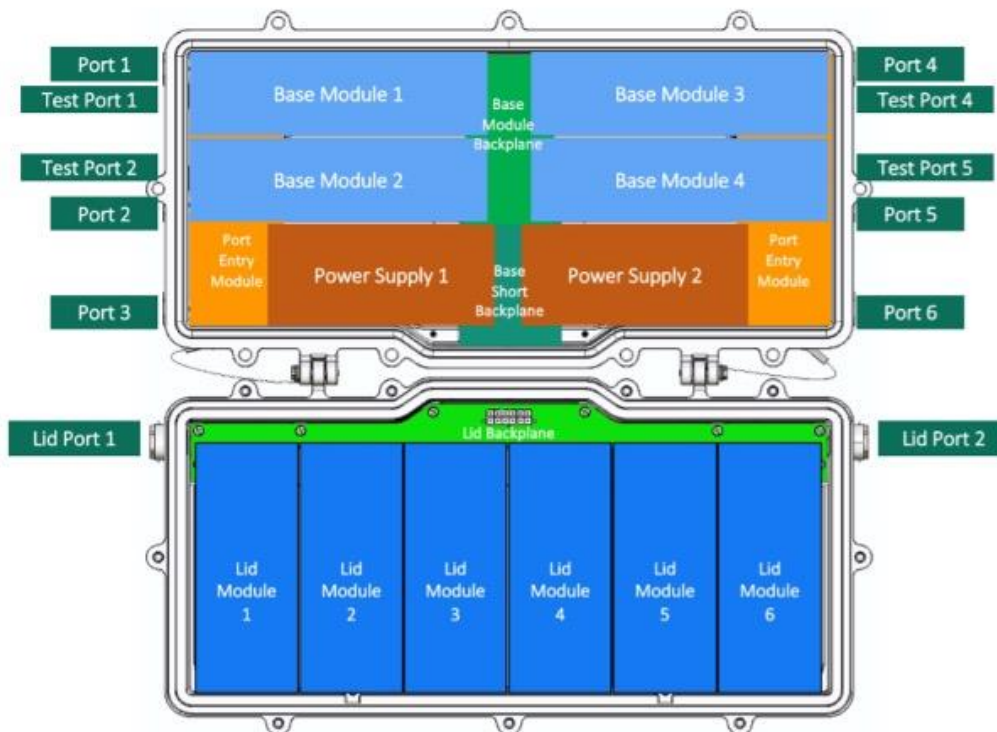 Port 1
Test Port 1
Test Port 2
Port 2
Port 3
Port 4
Test Port 4
Test Port 5
Port 5
Port 6
Base Module 1
Base Module 3
Base
Module
Backplane
Base Module 2
Base Module 4
Port
Entry
Module
Power Supply 1
Base
Short
Backplane
Power Supply 2
Port
Entry
Module
Lid Port 1
Lid Backplane
Lid Port 2
Lid
Module
1
Lid
Module
2
Lid
Module
3
Lid
Module
4
Lid
Module
5
Lid
Module
6